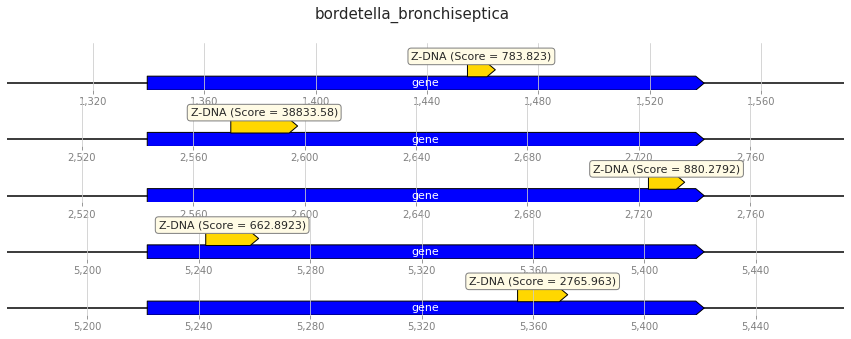 bordetella_bronchiseptica
Z-DNA (Score = 783.823)
gene
1,320 1,360 1,400 1,440 1,480 1,520 1,560
Z-DNA (Score = 38833.58)
gene
2,520 2,560 2,600 2,640 2,680 2,720 2,760
Z-DNA (Score = 880.2792)
gene
2,520 2,560 2,600 2,640 2,680 2,720 2,760
Z-DNA (Score = 662.8923)
gene
5,200 5,240 5,280 5,320 5,360 5,400 5,440
Z-DNA (Score = 2765.963)
gene
5,200 5,240 5,280 5,320 5,360 5,400 5,440